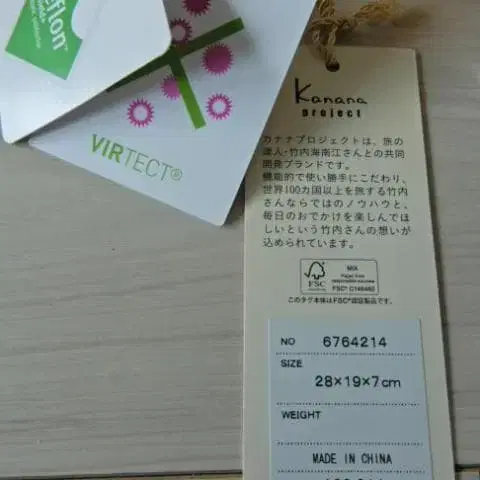 eflon™
VIRTECT®
Kanana
project
カナナプロジェクトは、旅の
達人・竹内海南江さんとの共同
開発ブランドです。
機能的で使い勝手にこだわり、
世界100カ国以上を旅する竹内
さんならではのノウハウと、
毎日のおでかけを楽しんでほ
しいという竹内さんの想いが
込められています。
FSC
MIX
Paper from
responsible sources
このタグ本体はFSC®認証製品です。
NO 6764214
SIZE
28×19×7cm
WEIGHT
MADE IN CHINA